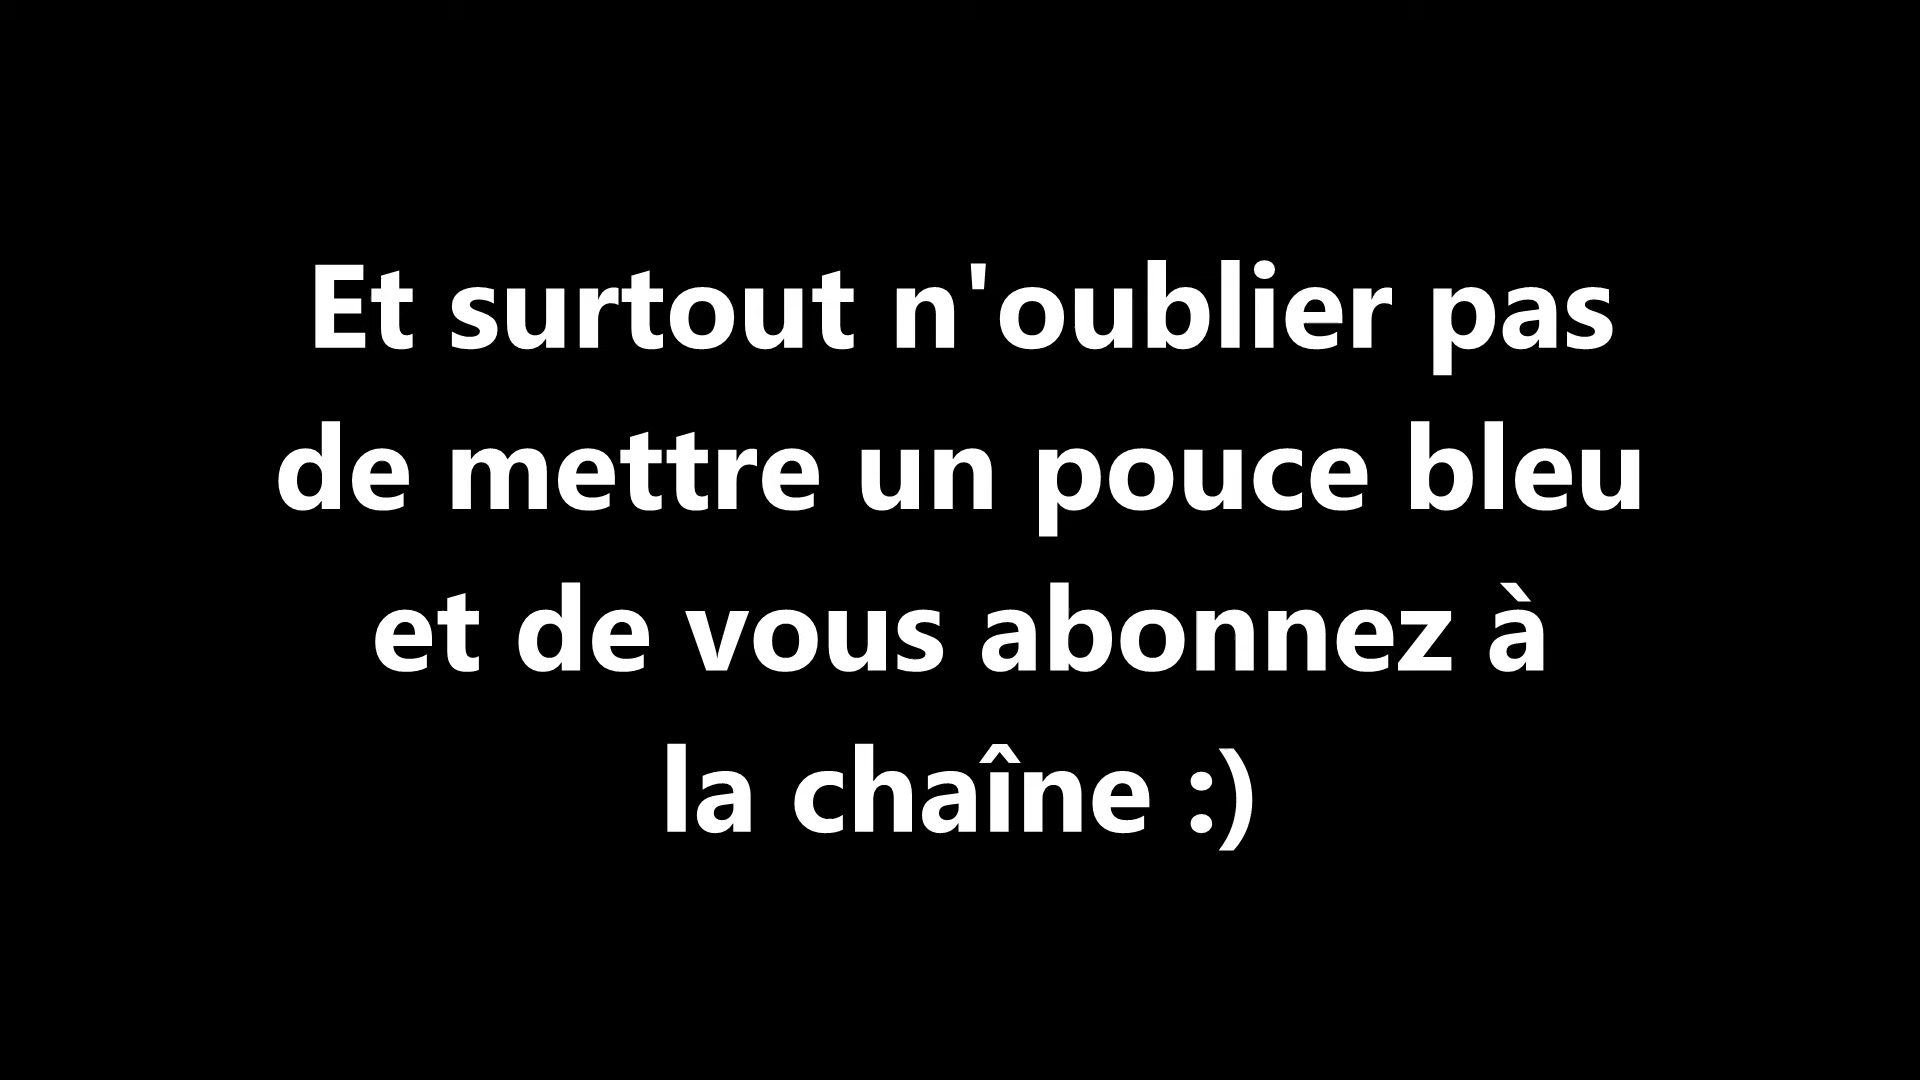 Et surtout n'oublier pas
de mettre un pouce bleu
et de vous abonnez à
la chaîne :)